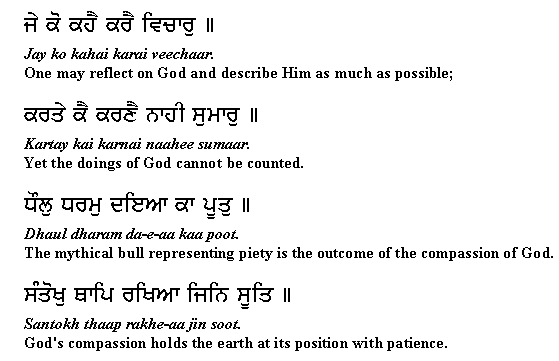 ਜੇ ਕੋ ਕਹੈ ਕਰੈ ਵਿਚਾਰੁ ॥
Jay ko kahai karai veechaar.
One may reflect on God and describe Him as much as possible;
ਕਰਤੇ ਕੈ ਕਰਣੈ ਨਾਹੀ ਸੁਮਾਰੁ ॥
Kartay kai karnai naahee sumaar.
Yet the doings of God cannot be counted.
ਧੌਲੁ ਧਰਮੁ ਦਇਆ ਕਾ ਪੂਤੁ ॥
Dhaul dharam da-e-aa kaa poot.
The mythical bull representing piety is the outcome of the compassion of God.
ਸੰਤੋਖੁ ਥਾਪਿ ਰਖਿਆ ਜਿਨਿ ਸੂਤਿ ॥
Santokh thaap rakhe-aa jin soot.
God's compassion holds the earth at its position with patience.